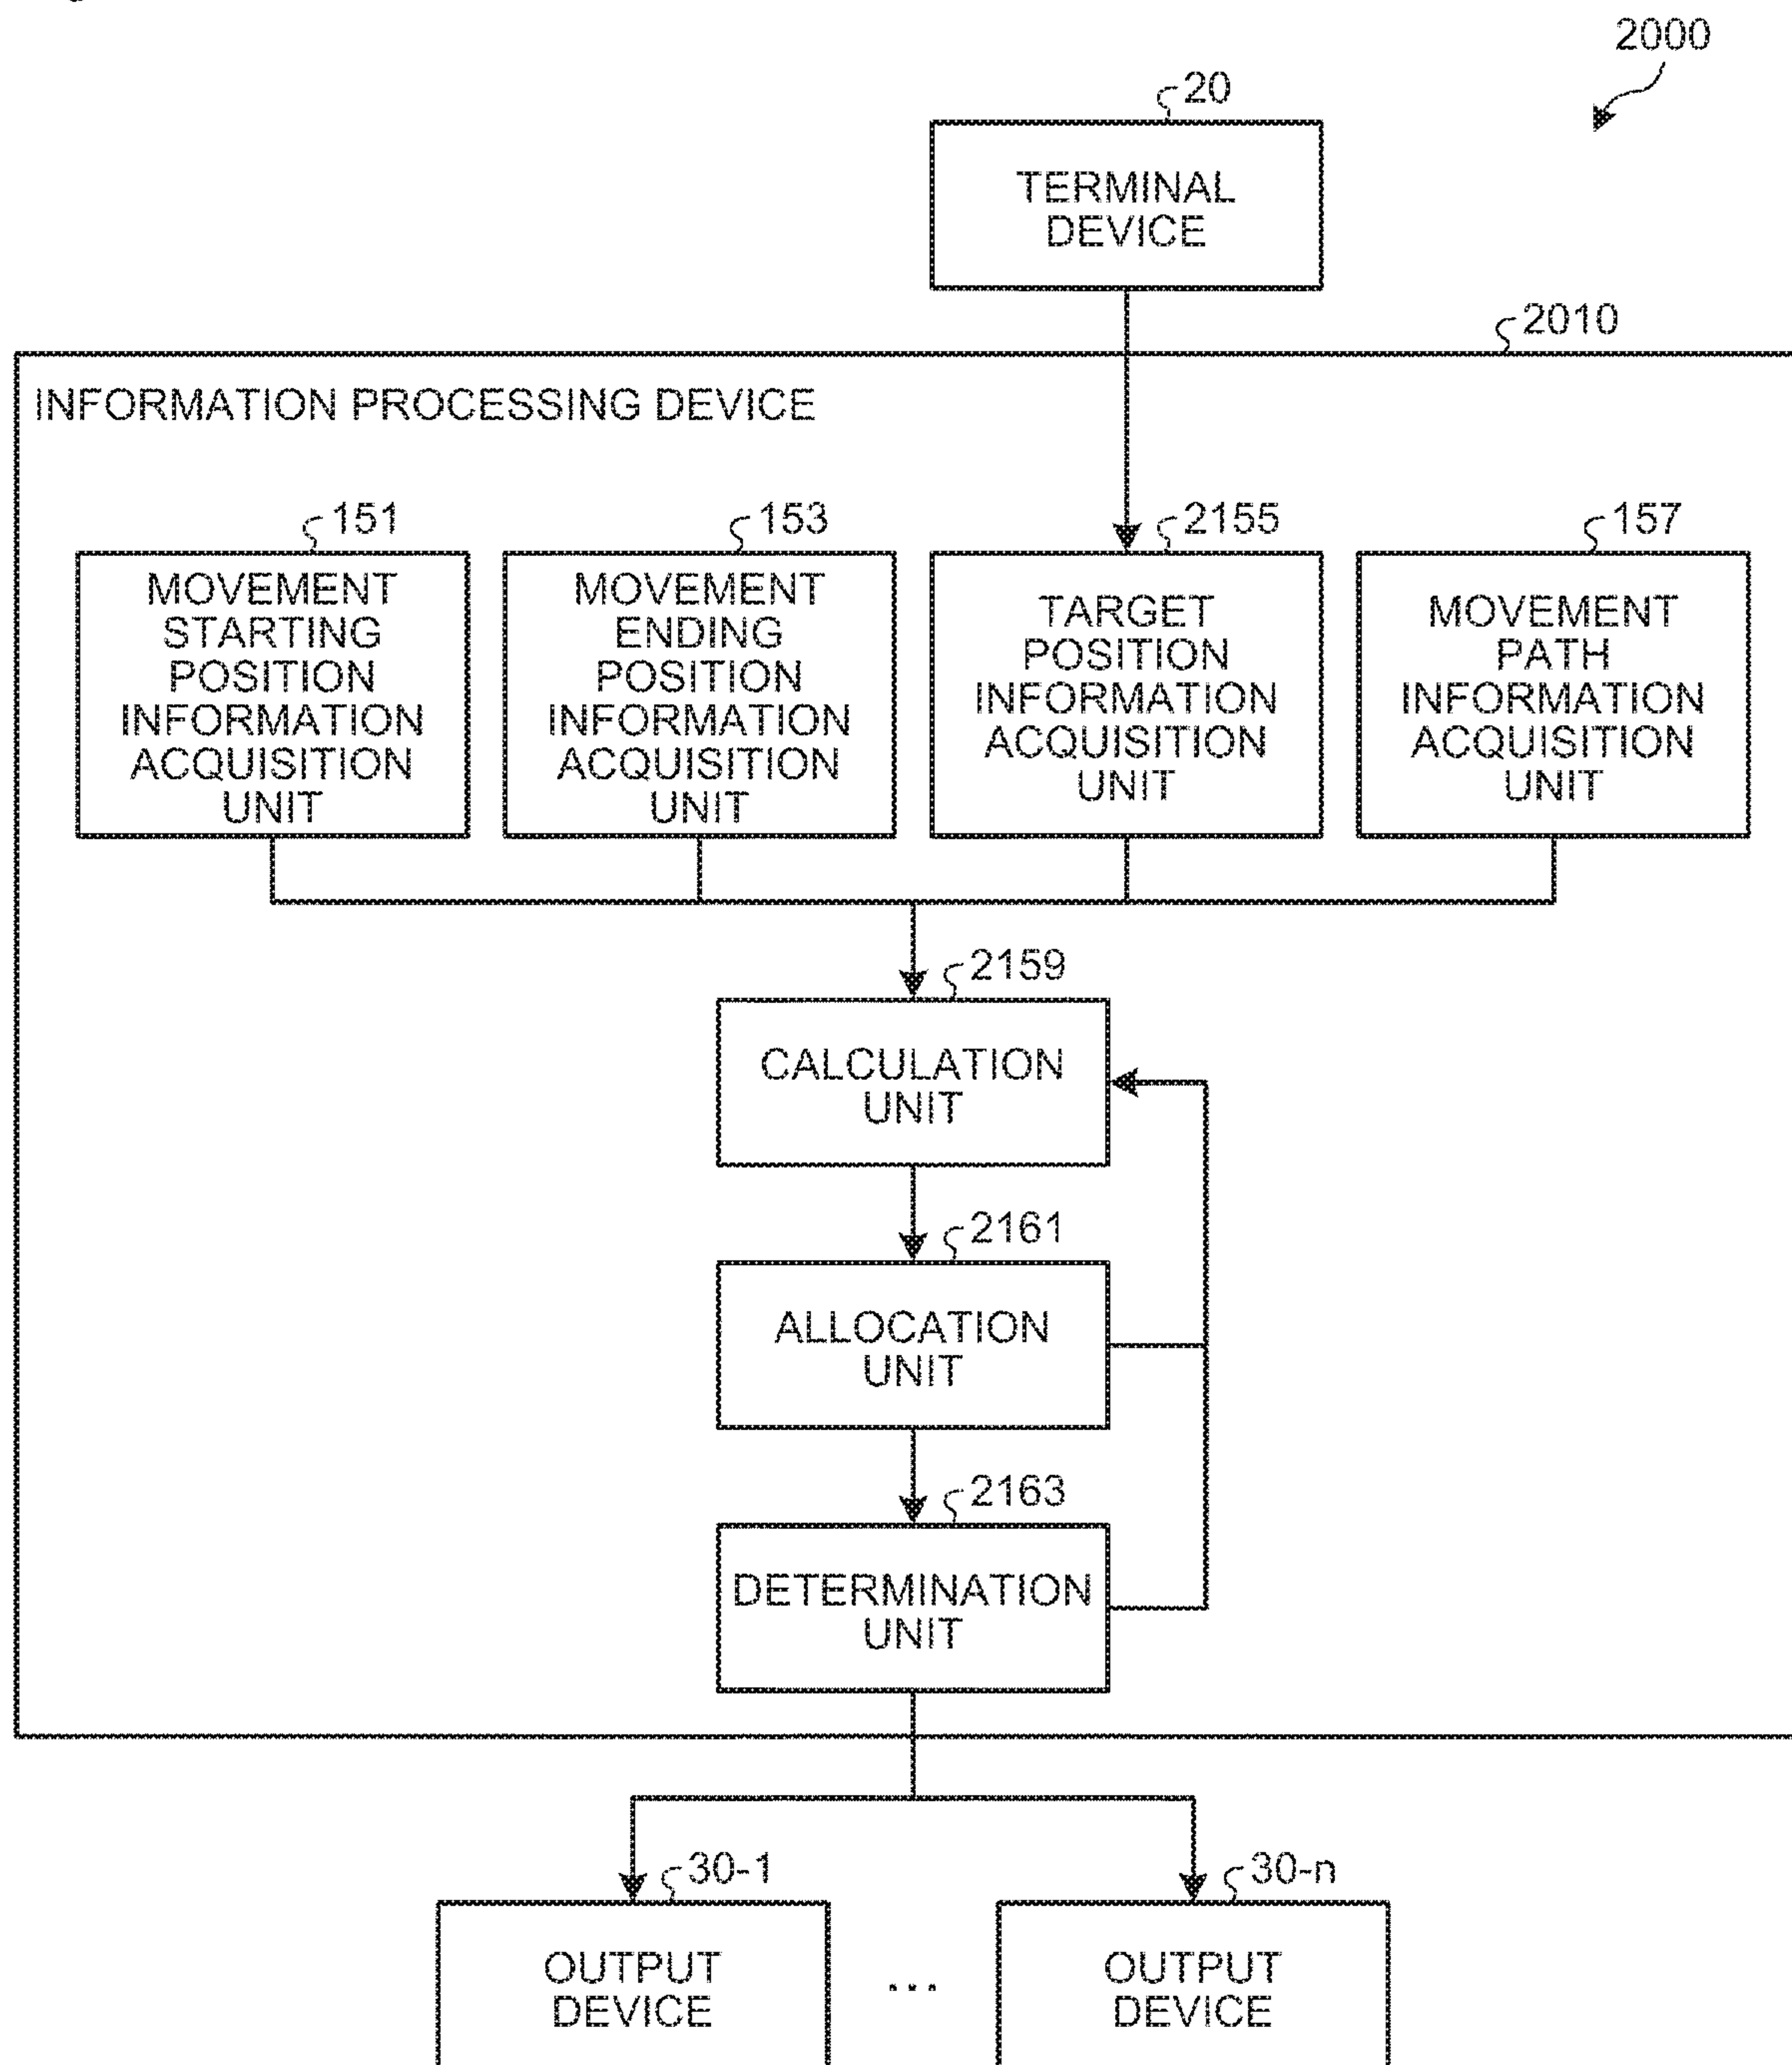 2000
20
TERMINAL
DEVICE
2010
INFORMATION PROCESSING DEVICE
151
MOVEMENT
STARTING
POSITION
INFORMATION
ACQUISITION
UNIT
153
MOVEMENT
ENDING
POSITION
INFORMATION
ACQUISITION
UNIT
2155
TARGET
POSITION
INFORMATION
ACQUISITION
UNIT
157
MOVEMENT
PATH
INFORMATION
ACQUISITION
UNIT
2159
CALCULATION
UNIT
2161
ALLOCATION
UNIT
2163
DETERMINATION
UNIT
30-1
OUTPUT
DEVICE
...
30-n
OUTPUT
DEVICE